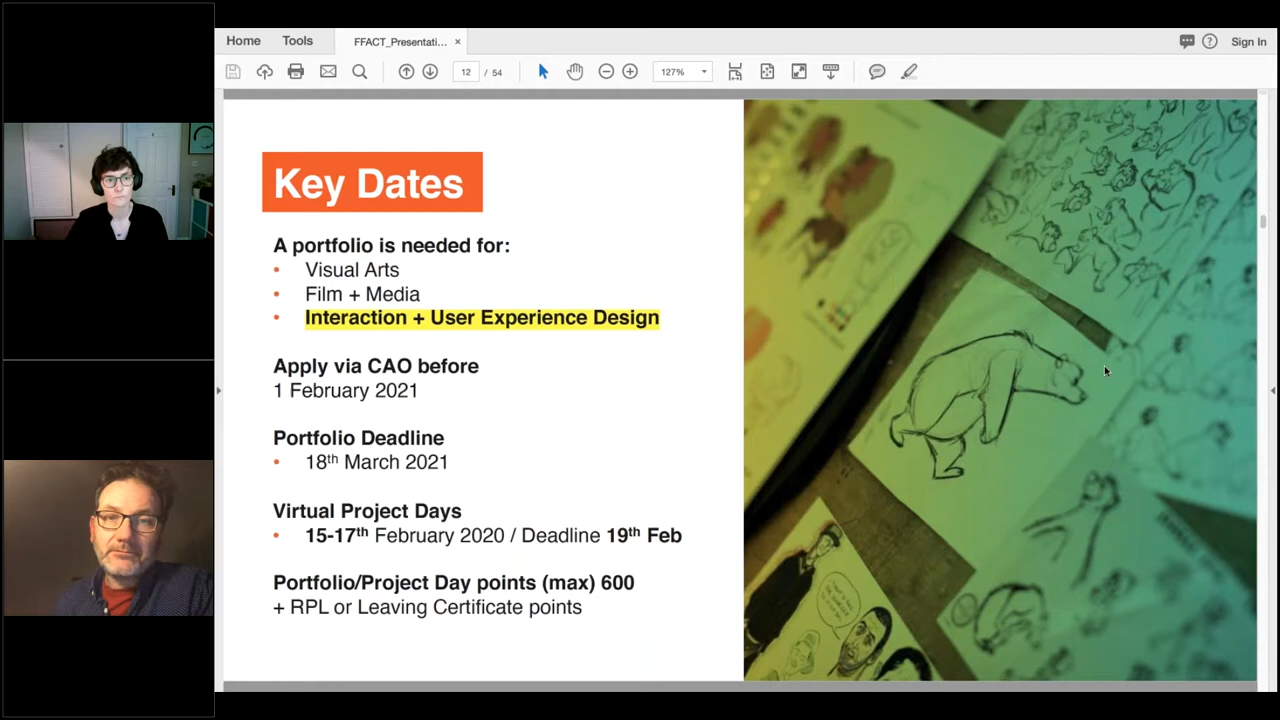 Home Tools FFACT_Presentati... ×
Sign In
12 / 54 127%
Key Dates
A portfolio is needed for:
• Visual Arts
• Film + Media
• Interaction + User Experience Design
Apply via CAO before
1 February 2021
Portfolio Deadline
• 18th March 2021
Virtual Project Days
• 15-17th February 2020 / Deadline 19th Feb
Portfolio/Project Day points (max) 600
+ RPL or Leaving Certificate points